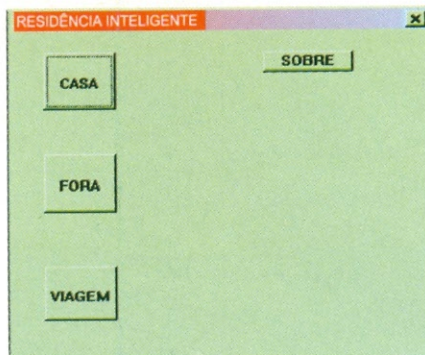 RESIDÊNCIA INTELIGENTE
CASA
SOBRE
FORA
VIAGEM